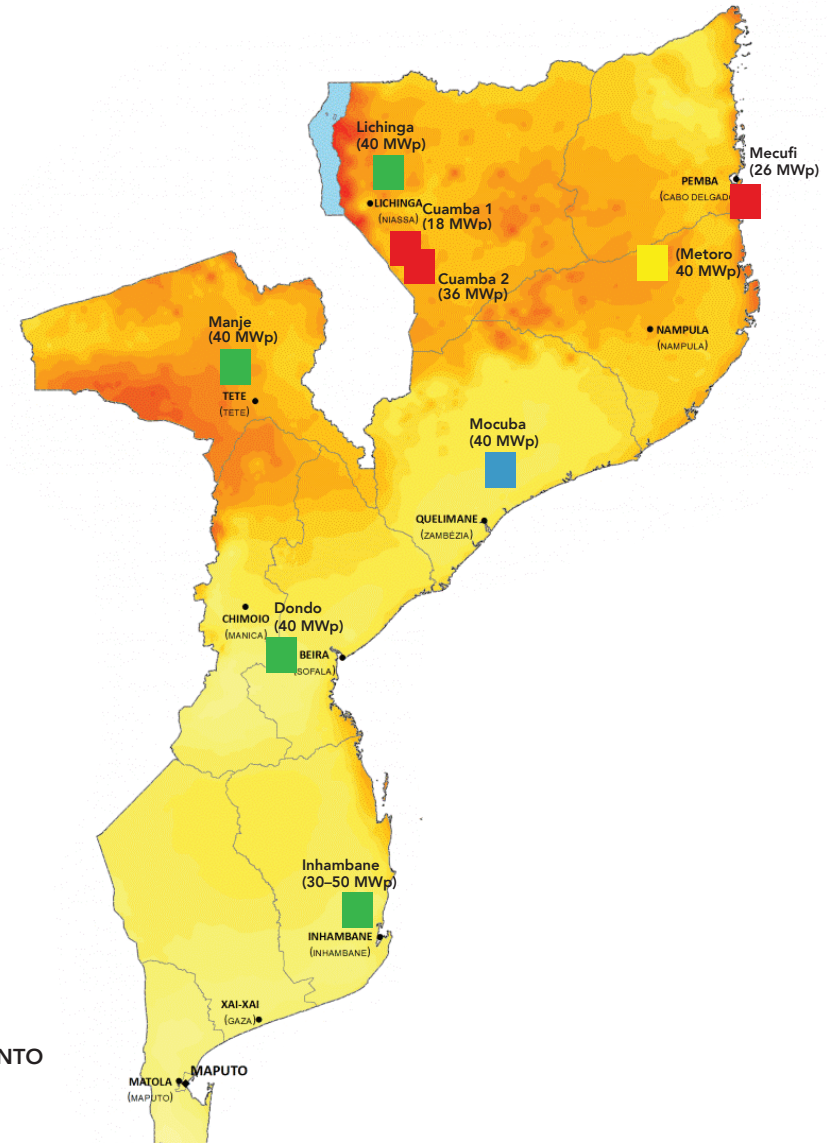 Lichinga
(40 MWp)
Mecufi
(26 MWp)
PEMBA
(CABO DELGAD
LICHINGA
(NIASSA)
Cuamba 1
(18 MWp)
(Metoro
40 MWp)
Cuamba 2
(36 MWp)
Manje
(40 MWp)
NAMPULA
(NAMPULA)
TETE
(TETE)
Mocuba
(40 MWp)
QUELIMANE
(ZAMBÉZIA)
Dondo
(40 MWp)
CHIMOIO
(MANICA)
BEIRA
(SOFALA)
Inhambane
(30–50 MWp)
INHAMBANE
(INHAMBANE)
XAI-XAI
(GAZA)
NTO
MAPUTO
MATOLA
(MAPUTO)